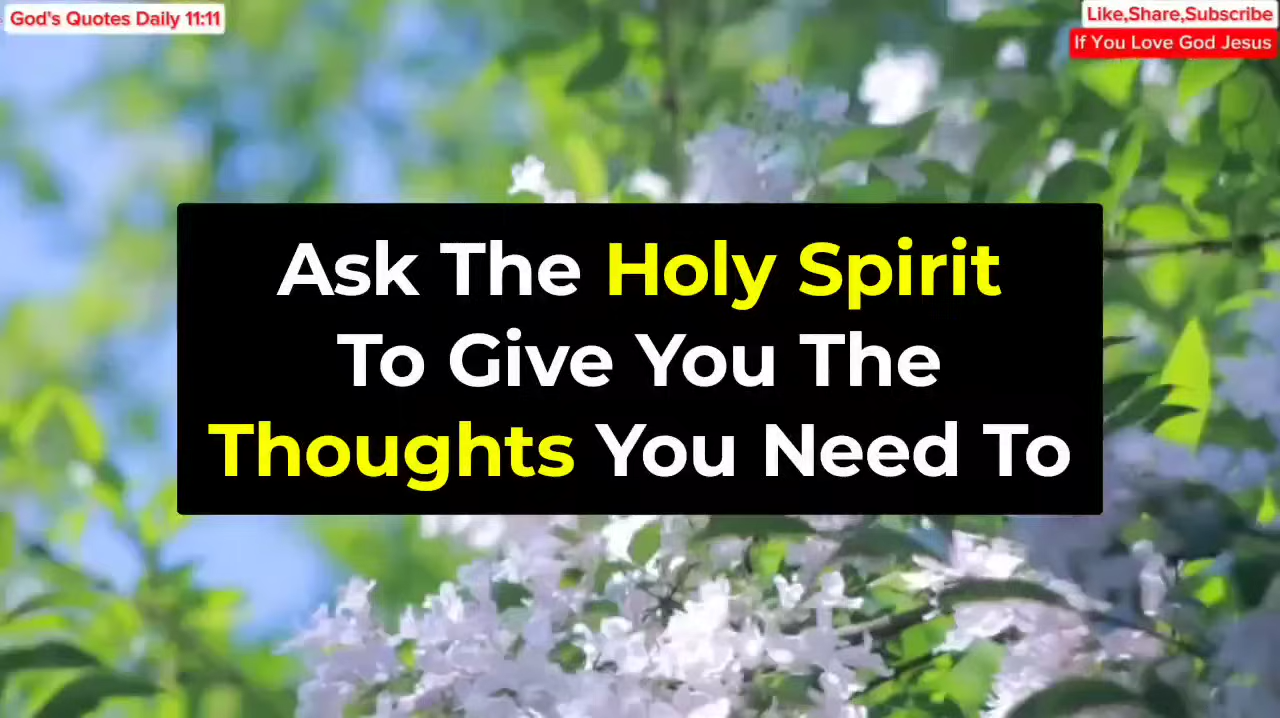 God's Quotes Daily 11:11
Like,Share,Subscribe
If You Love God Jesus
Ask The Holy Spirit
To Give You The
Thoughts You Need To